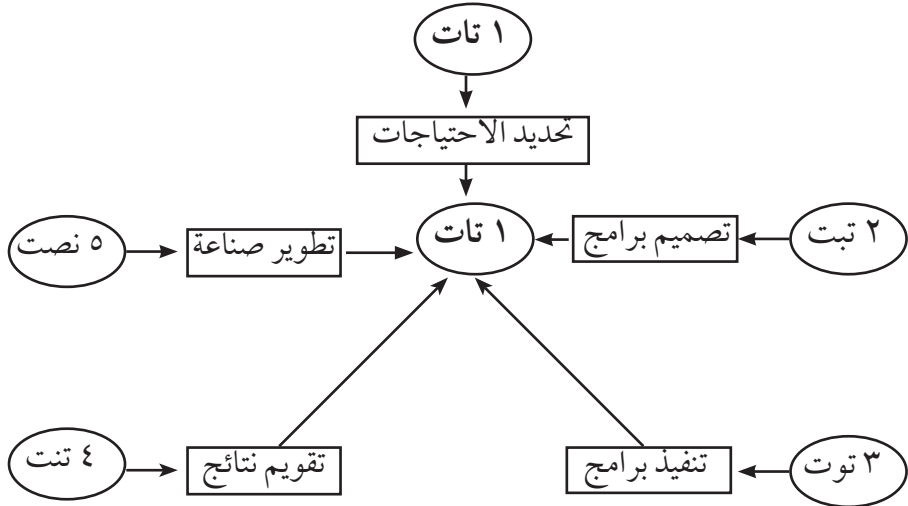 ١ تات
تحديد الاحتياجات
١ تات
تصميم برامج
٢ تبت
٥ نصت
تطوير صناعة
٤ تنت
تقويم نتائج
تنفيذ برامج
٣ توت